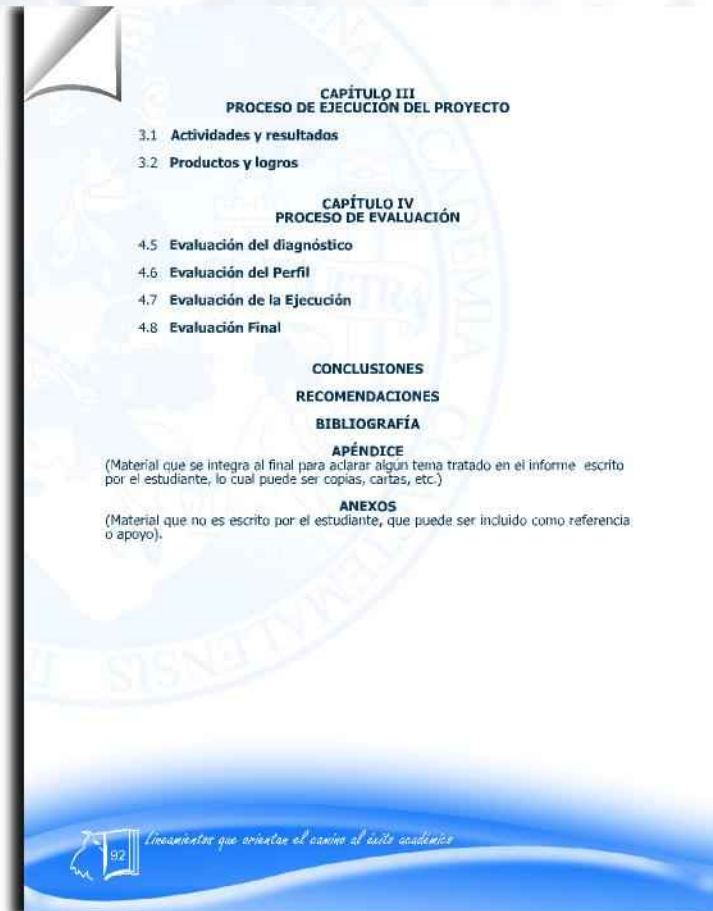 CAPÍTULO III
PROCESO DE EJECUCIÓN DEL PROYECTO
3.1 Actividades y resultados
3.2 Productos y logros
CAPÍTULO IV
PROCESO DE EVALUACIÓN
4.5 Evaluación del diagnóstico
4.6 Evaluación del Perfil
4.7 Evaluación de la Ejecución
4.8 Evaluación Final
CONCLUSIONES
RECOMENDACIONES
BIBLIOGRAFÍA
APÉNDICE
(Material que se integra al final para aclarar algún tema tratado en el informe escrito
por el estudiante, lo cual puede ser copias, cartas, etc.)
ANEXOS
(Material que no es escrito por el estudiante, que puede ser incluido como referencia
o apoyo).
92
Lineamientos que orientan el camino al éxito académico